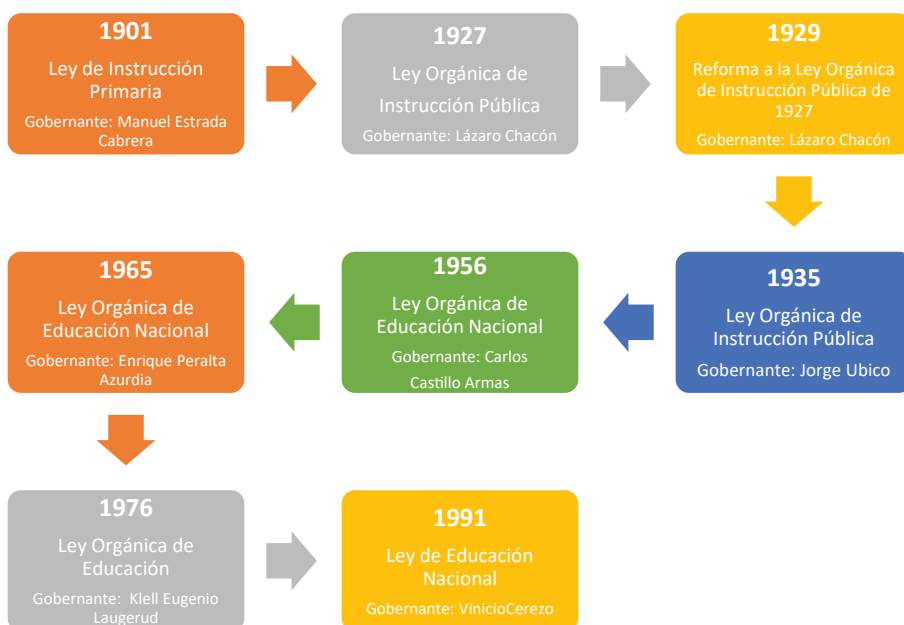 1901
Ley de Instrucción
Primaria
Gobernante: Manuel Estrada
Cabrera
1927
Ley Orgánica de
Instrucción Pública
Gobernante: Lázaro Chacón
1929
Reforma a la Ley Orgánica
de Instrucción Pública de
1927
Gobernante: Lázaro Chacón
1935
Ley Orgánica de
Instrucción Pública
Gobernante: Jorge Ubico
1956
Ley Orgánica de
Educación Nacional
Gobernante: Carlos
Castillo Armas
1965
Ley Orgánica de
Educación Nacional
Gobernante: Enrique Peralta
Azurdia
1976
Ley Orgánica de
Educación
Gobernante: Klell Eugenio
Laugerud
1991
Ley de Educación
Nacional
Gobernante: VinicioCerezo